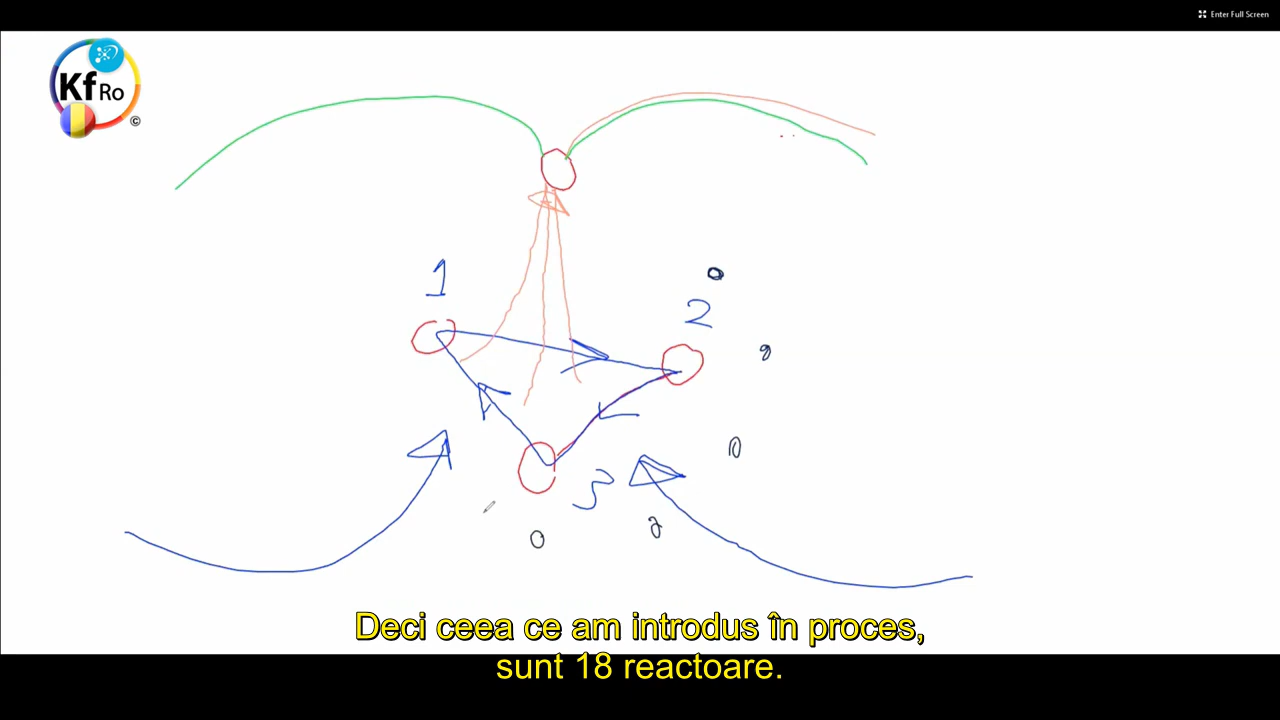 Enter Full Screen
Kf Ro
©
1
2
3
Deci ceea ce am introdus în proces,
sunt 18 reactoare.